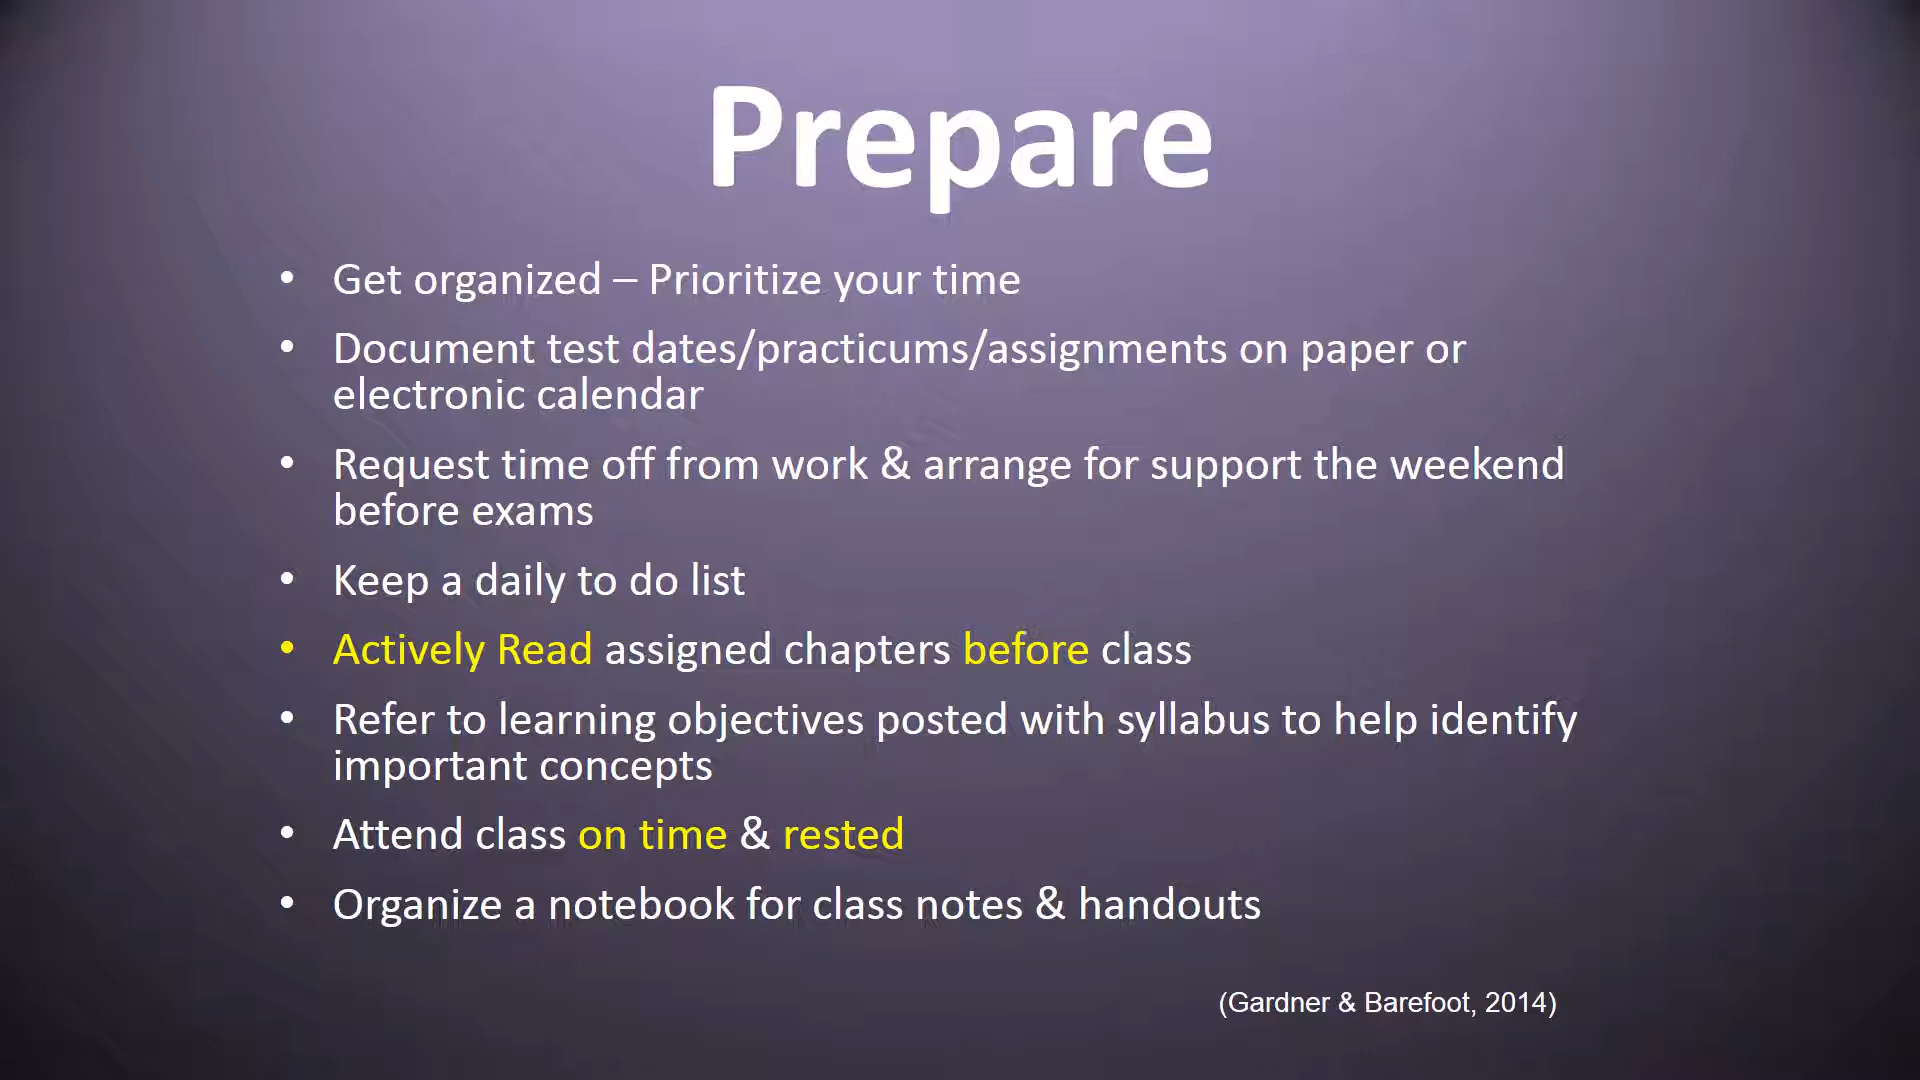 Prepare
• Get organized – Prioritize your time
• Document test dates/practicums/assignments on paper or
electronic calendar
• Request time off from work & arrange for support the weekend
before exams
• Keep a daily to do list
• Actively Read assigned chapters before class
• Refer to learning objectives posted with syllabus to help identify
important concepts
• Attend class on time & rested
• Organize a notebook for class notes & handouts
(Gardner & Barefoot, 2014)